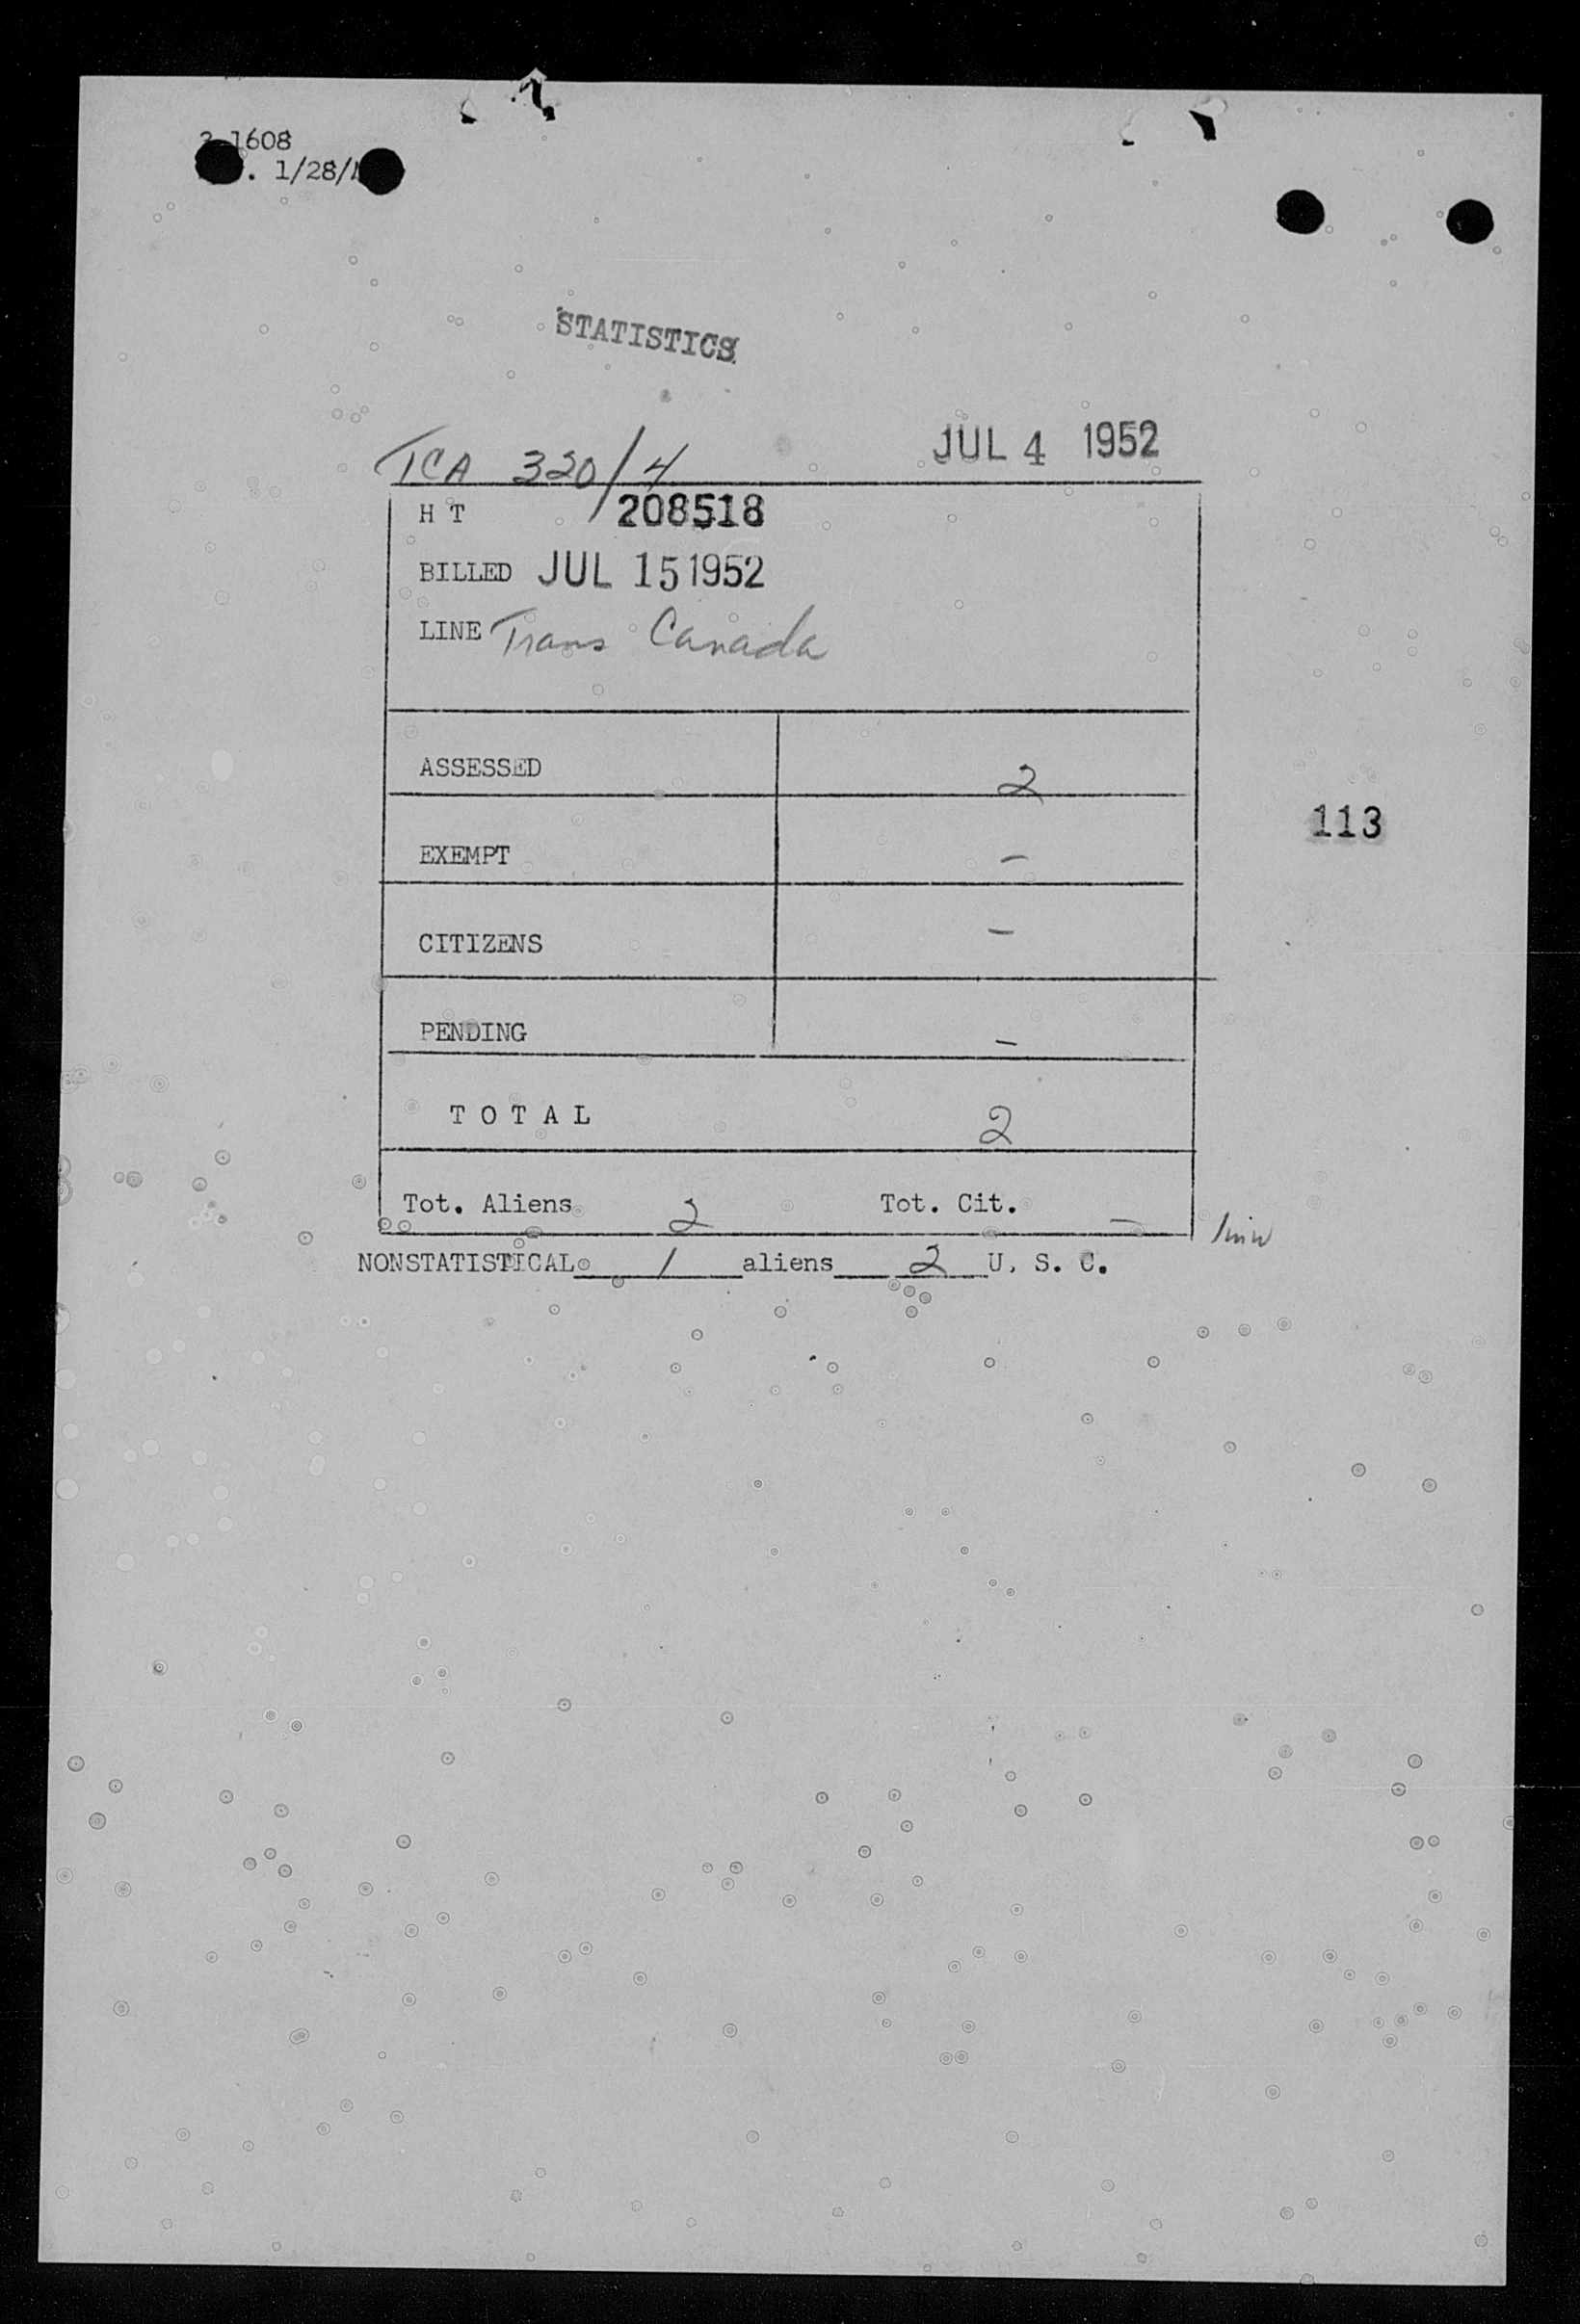 1608
. 1/28/
STATISTICS
TCA 320/4 JUL 4 1952
H T 208518
BILLED JUL 15 1952
LINE Trans Canada
ASSESSED 2
113
EXEMPT -
CITIZENS -
PENDING -
T O T A L 2
Tot. Aliens 2 Tot. Cit. -
NONSTATISTICAL 1 aliens 2 U. S. C.